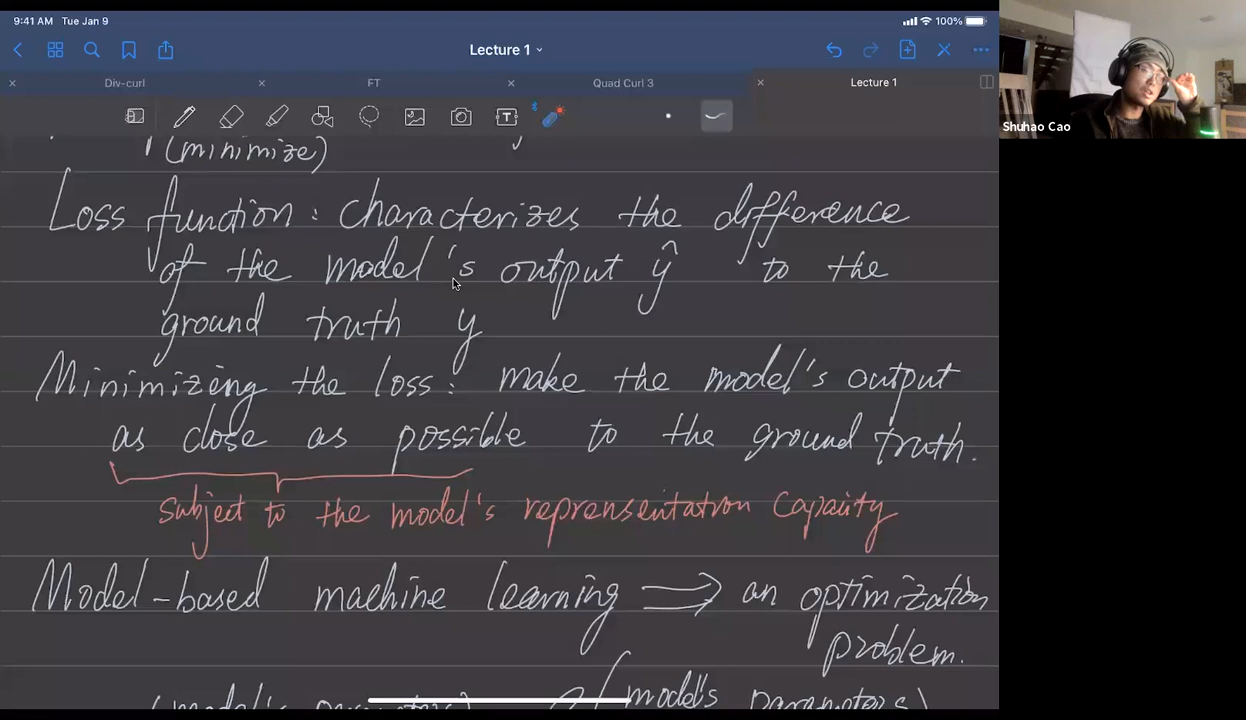 9:41 AM Tue Jan 9
100%
Lecture 1
Div-curl
FT
Quad Curl 3
Lecture 1
Shuhao Cao
(minimize)
Loss function : characterizes the difference
of the model's output ŷ to the
ground truth y
Minimizing the loss : make the model's output
as close as possible to the ground truth.
subject to the model's reprensentation capacity
Model-based machine learning ⟹ an optimization
problem.
(model's parameters) (model's parameters)